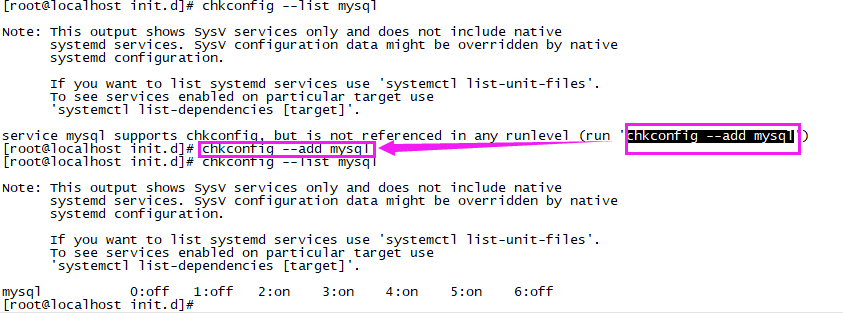 [root@localhost init.d]# chkconfig --list mysql
Note: This output shows SysV services only and does not include native
systemd services. SysV configuration data might be overridden by native
systemd configuration.
If you want to list systemd services use 'systemctl list-unit-files'.
To see services enabled on particular target use
'systemctl list-dependencies [target]'.
service mysql supports chkconfig, but is not referenced in any runlevel (run 'chkconfig --add mysql')
[root@localhost init.d]# chkconfig --add mysql
[root@localhost init.d]# chkconfig --list mysql
Note: This output shows SysV services only and does not include native
systemd services. SysV configuration data might be overridden by native
systemd configuration.
If you want to list systemd services use 'systemctl list-unit-files'.
To see services enabled on particular target use
'systemctl list-dependencies [target]'.
mysql 0:off 1:off 2:on 3:on 4:on 5:on 6:off
[root@localhost init.d]#